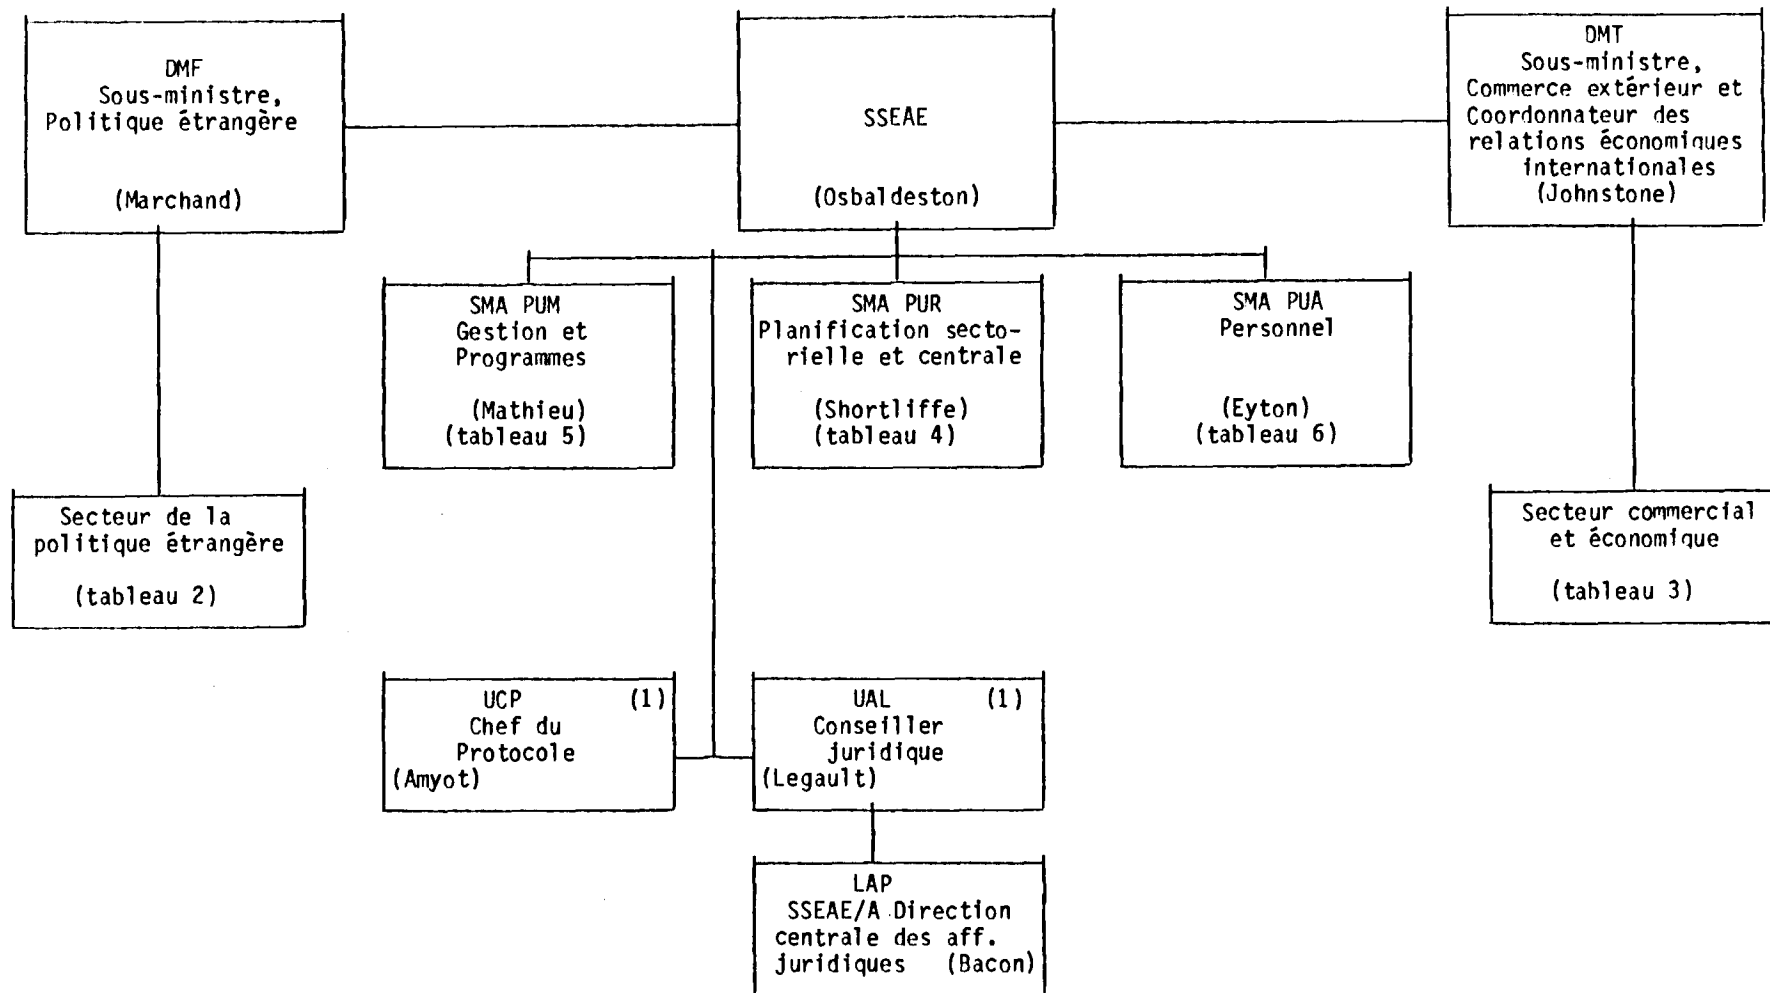 DMF
Sous-ministre,
Politique étrangère
(Marchand)
SSEAE
(Osbaldeston)
DMT
Sous-ministre,
Commerce extérieur et
Coordonnateur des
relations économiques
internationales
(Johnstone)
SMA PUM
Gestion et
Programmes
(Mathieu)
(tableau 5)
SMA PUR
Planification secto-
rielle et centrale
(Shortliffe)
(tableau 4)
SMA PUA
Personnel
(Eyton)
(tableau 6)
Secteur de la
politique étrangère
(tableau 2)
Secteur commercial
et économique
(tableau 3)
UCP (1)
Chef du
Protocole
(Amyot)
UAL (1)
Conseiller
juridique
(Legault)
LAP
SSEAE/A Direction
centrale des aff.
juridiques (Bacon)